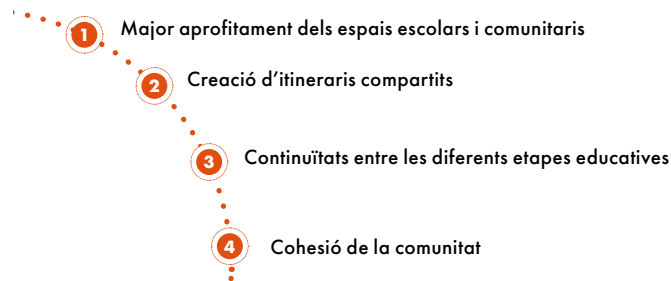 1 Major aprofitament dels espais escolars i comunitaris
2 Creació d’itineraris compartits
3 Continuïtats entre les diferents etapes educatives
4 Cohesió de la comunitat